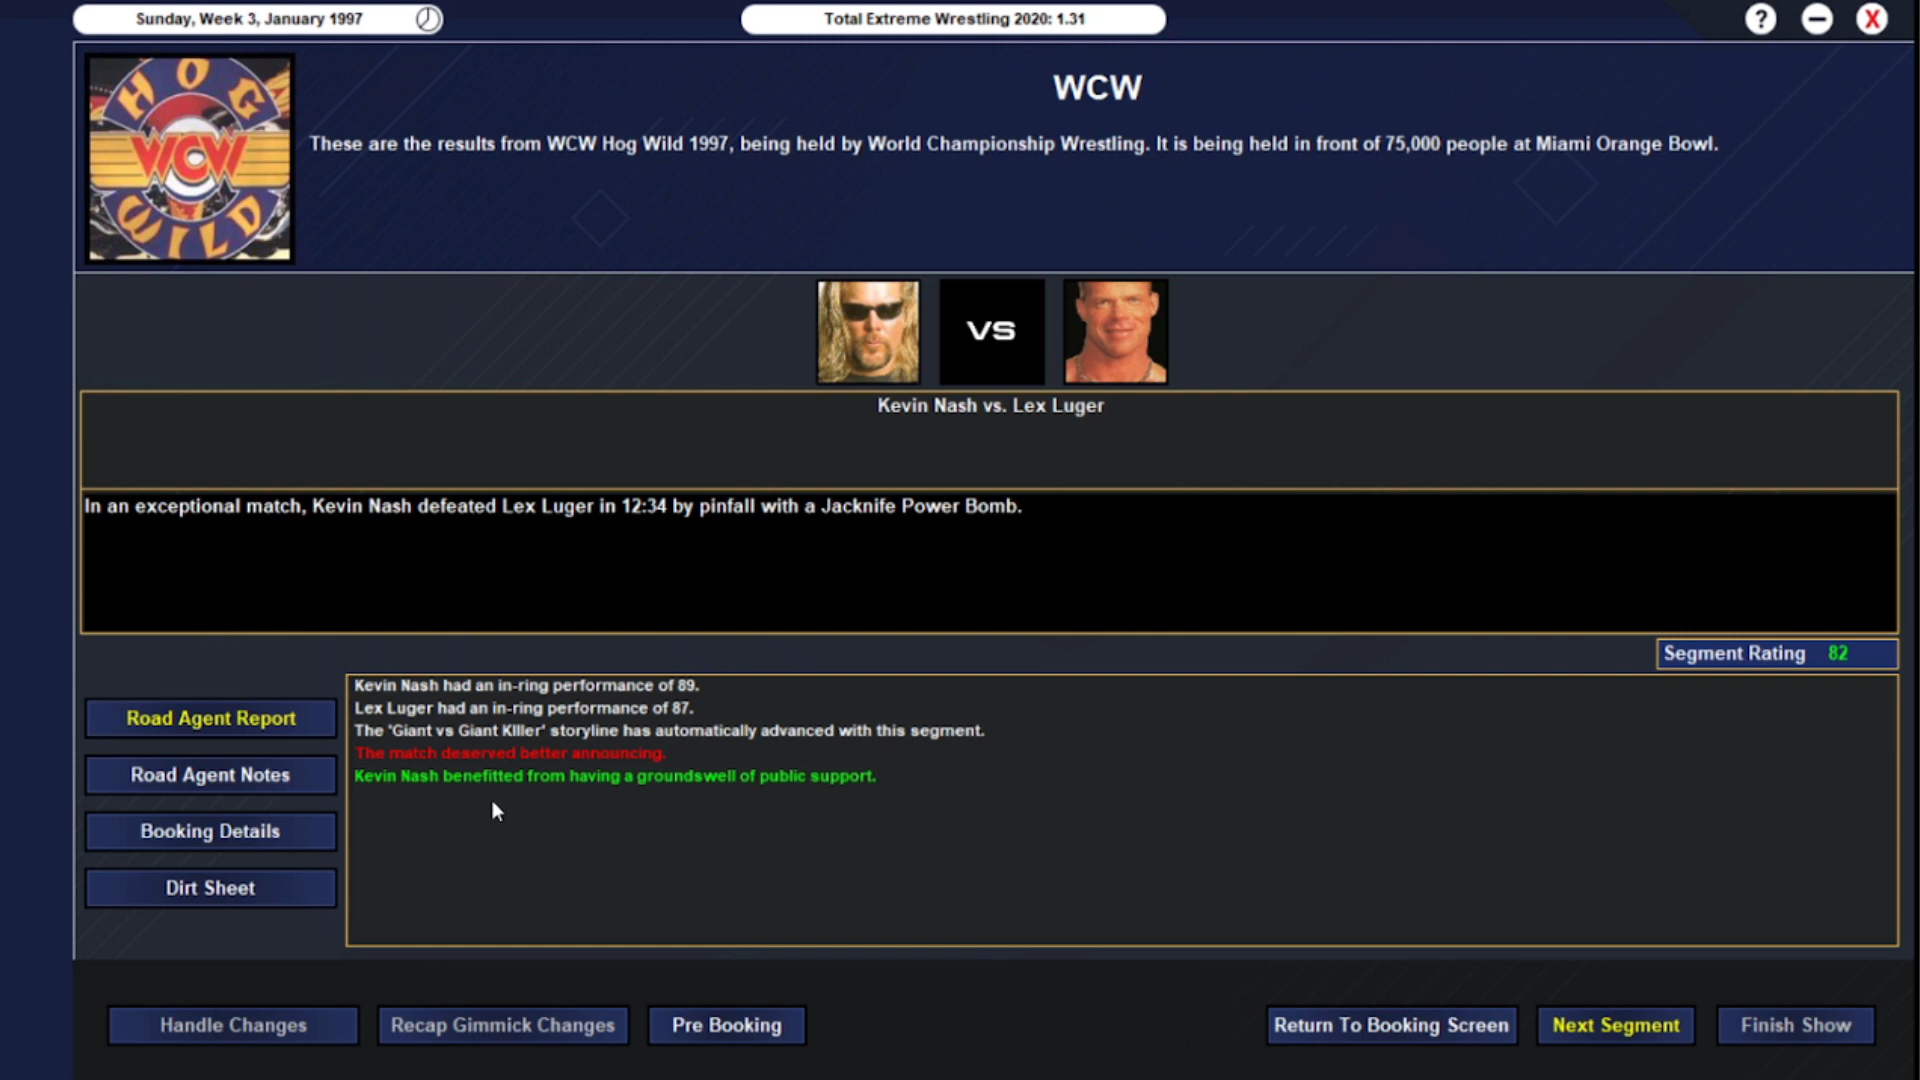 Sunday, Week 3, January 1997
Total Extreme Wrestling 2020: 1.31
?
X
HOG
WCW
WILD
WCW
These are the results from WCW Hog Wild 1997, being held by World Championship Wrestling. It is being held in front of 75,000 people at Miami Orange Bowl.
VS
Kevin Nash vs. Lex Luger
In an exceptional match, Kevin Nash defeated Lex Luger in 12:34 by pinfall with a Jacknife Power Bomb.
Segment Rating 82
Road Agent Report
Road Agent Notes
Booking Details
Dirt Sheet
Kevin Nash had an in-ring performance of 89.
Lex Luger had an in-ring performance of 87.
The 'Giant vs Giant KIller' storyline has automatically advanced with this segment.
The match deserved better announcing.
Kevin Nash benefitted from having a groundswell of public support.
Handle Changes
Recap Gimmick Changes
Pre Booking
Return To Booking Screen
Next Segment
Finish Show